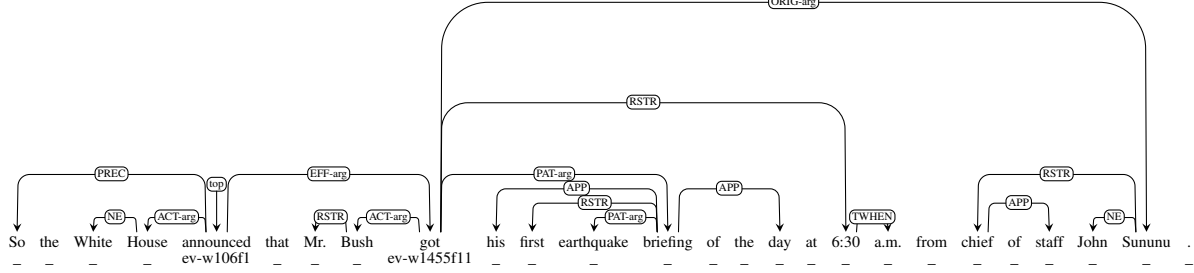 ORIG-arg
RSTR
PREC top EFF-arg PAT-arg RSTR
APP APP
NE ACT-arg RSTR ACT-arg RSTR PAT-arg TWHEN APP NE
So the White House announced that Mr. Bush got his first earthquake briefing of the day at 6:30 a.m. from chief of staff John Sununu .
ev-w106f1 ev-w1455f11
_ _ _ _ _ _ _ _ _ _ _ _ _ _ _ _ _ _ _ _ _ _ _ _ _